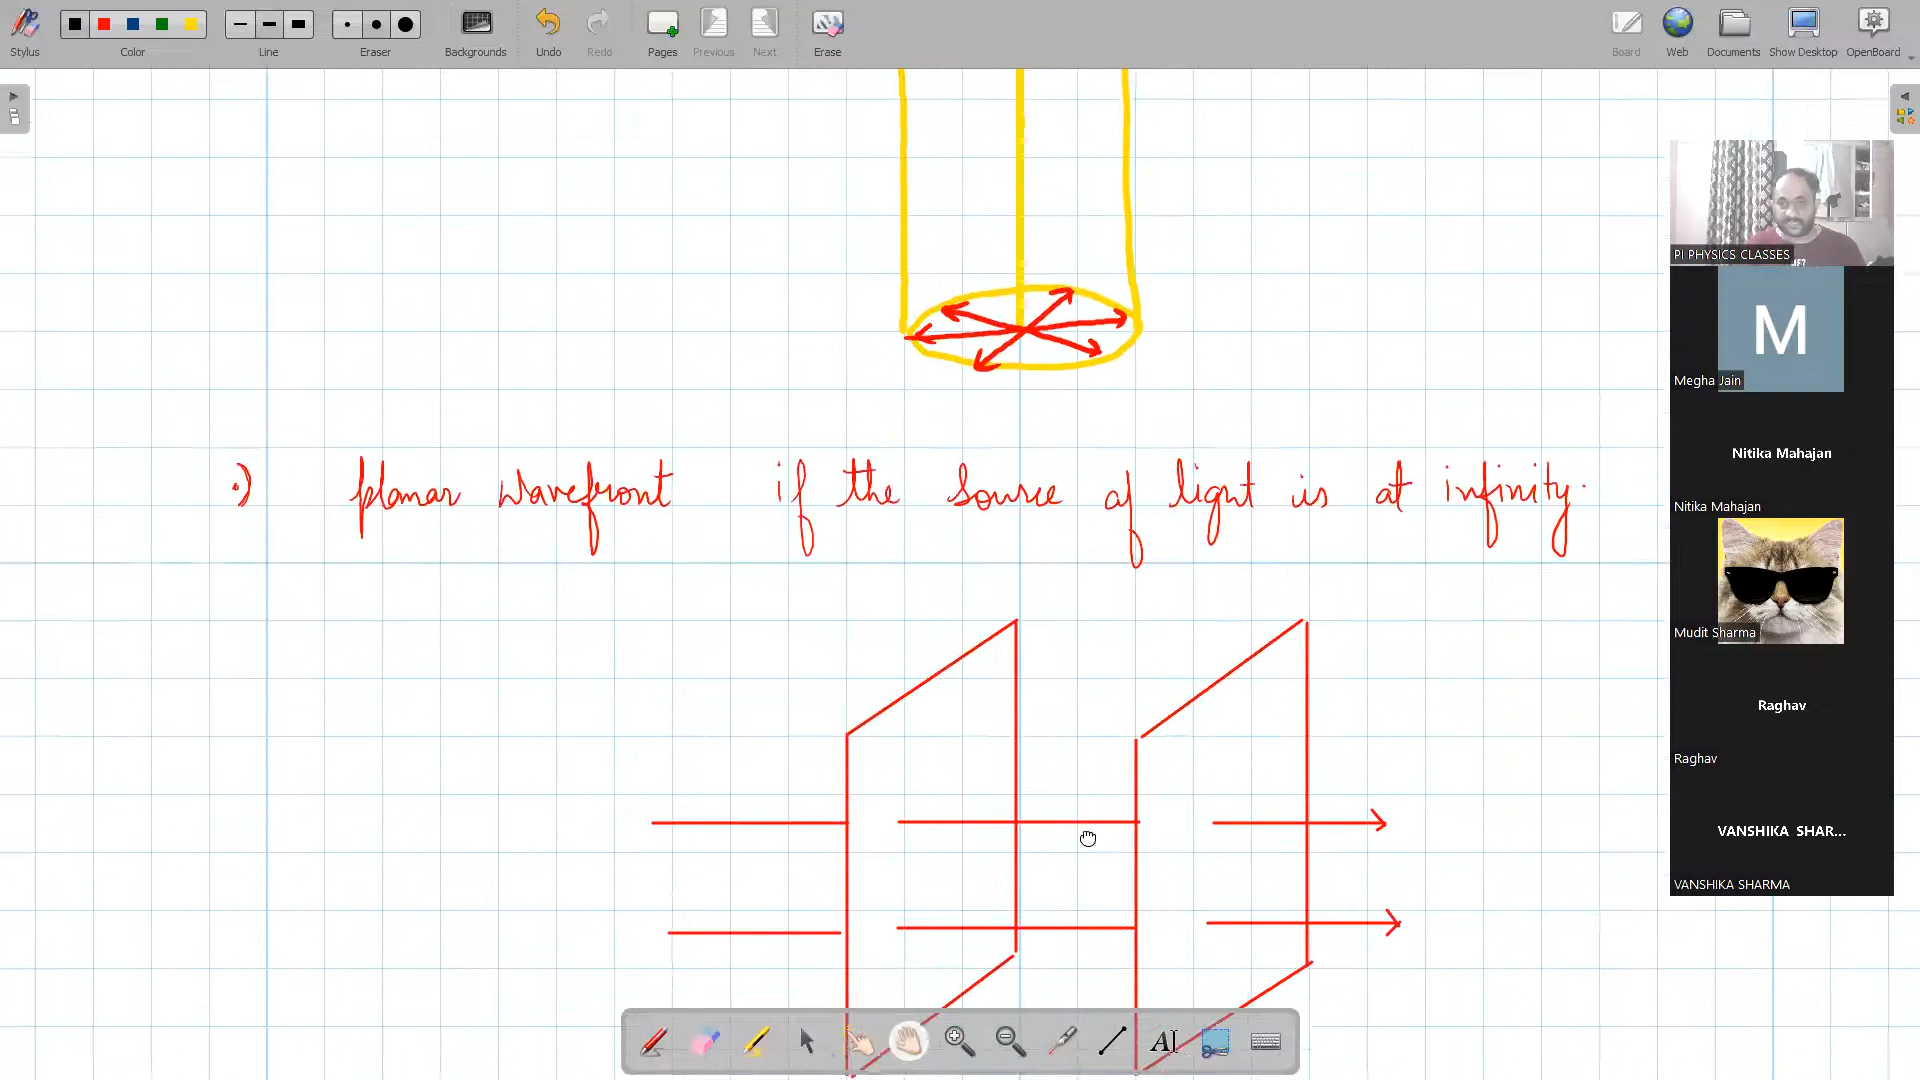 Stylus
Color
Line
Eraser
Backgrounds
Undo
Redo
Pages
Previous
Next
Erase
Board
Web
Documents
Show Desktop
OpenBoard
PI PHYSICS CLASSES
M
Megha Jain
Nitika Mahajan
Nitika Mahajan
Mudit Sharma
Raghav
Raghav
VANSHIKA SHAR...
VANSHIKA SHARMA
•) planar wavefront if the source of light is at infinity.
AI